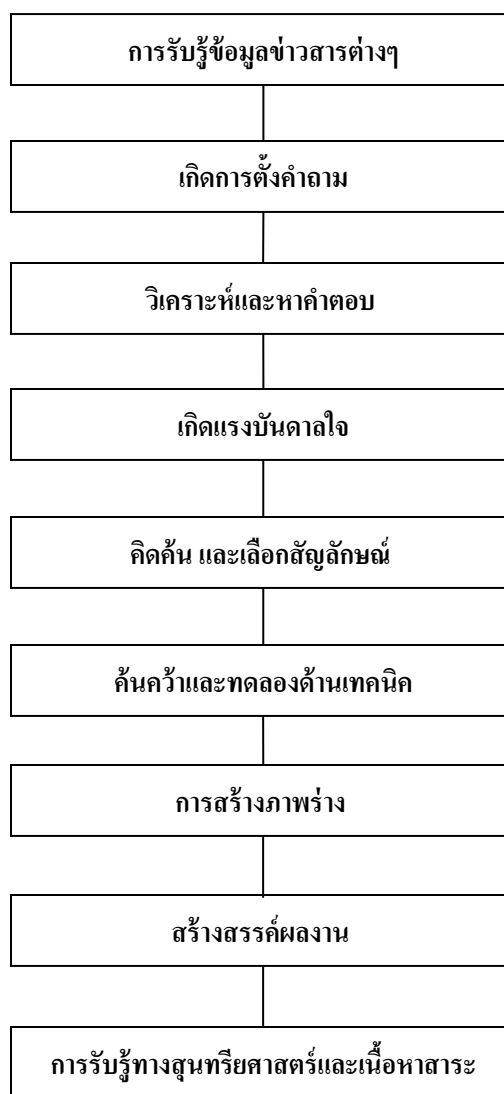 การรับรู้ข้อมูลข่าวสารต่างๆ
เกิดการตั้งคำถาม
วิเคราะห์และหาคำตอบ
เกิดแรงบันดาลใจ
คิดค้น และเลือกสัญลักษณ์
ค้นคว้าและทดลองด้านเทคนิค
การสร้างภาพร่าง
สร้างสรรค์ผลงาน
การรับรู้ทางสุนทรียศาสตร์และเนื้อหาสาระ